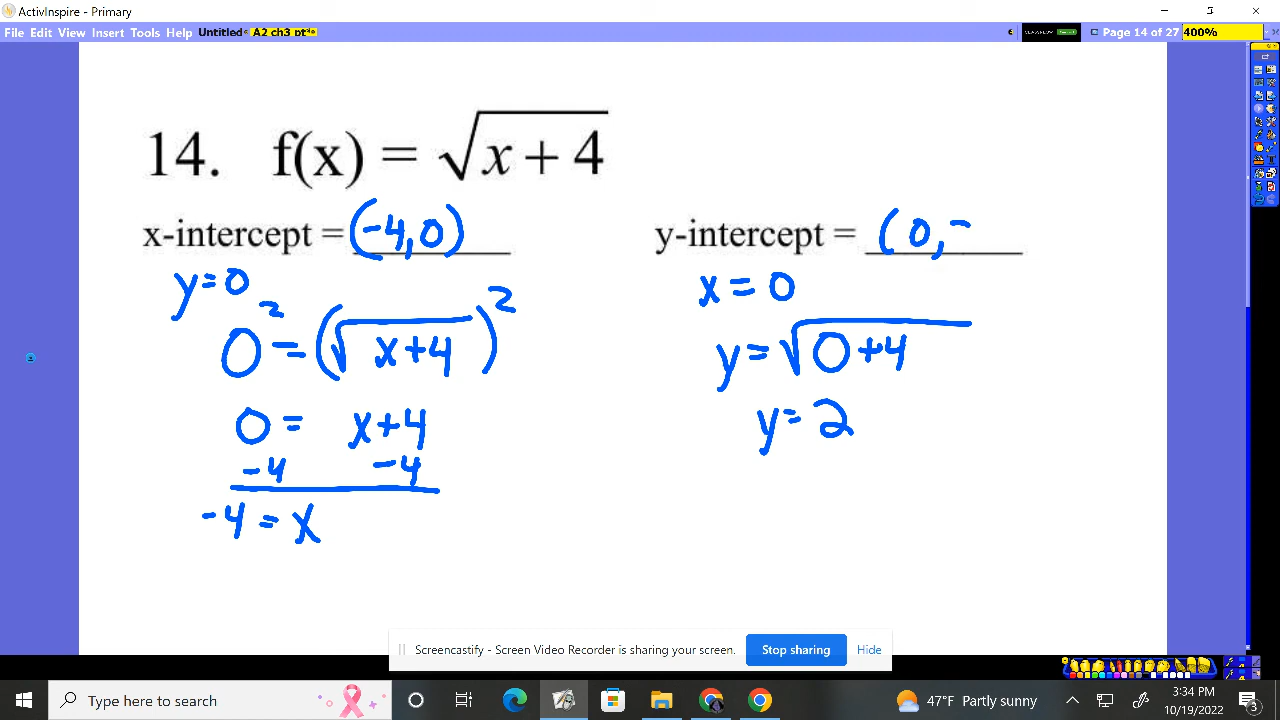 ActivInspire - Primary
File Edit View Insert Tools Help Untitled* A2 ch3 pt*
Page 14 of 27 400%
14. f(x) = √(x + 4)
x-intercept = (-4, 0)
y-intercept = (0,
y = 0
x = 0
0² = (√(x+4))²
y = √(0+4)
0 = x+4
y = 2
-4 -4
-4 = x
Screencastify - Screen Video Recorder is sharing your screen. Stop sharing Hide
Type here to search
47°F Partly sunny
3:34 PM
10/19/2022
3